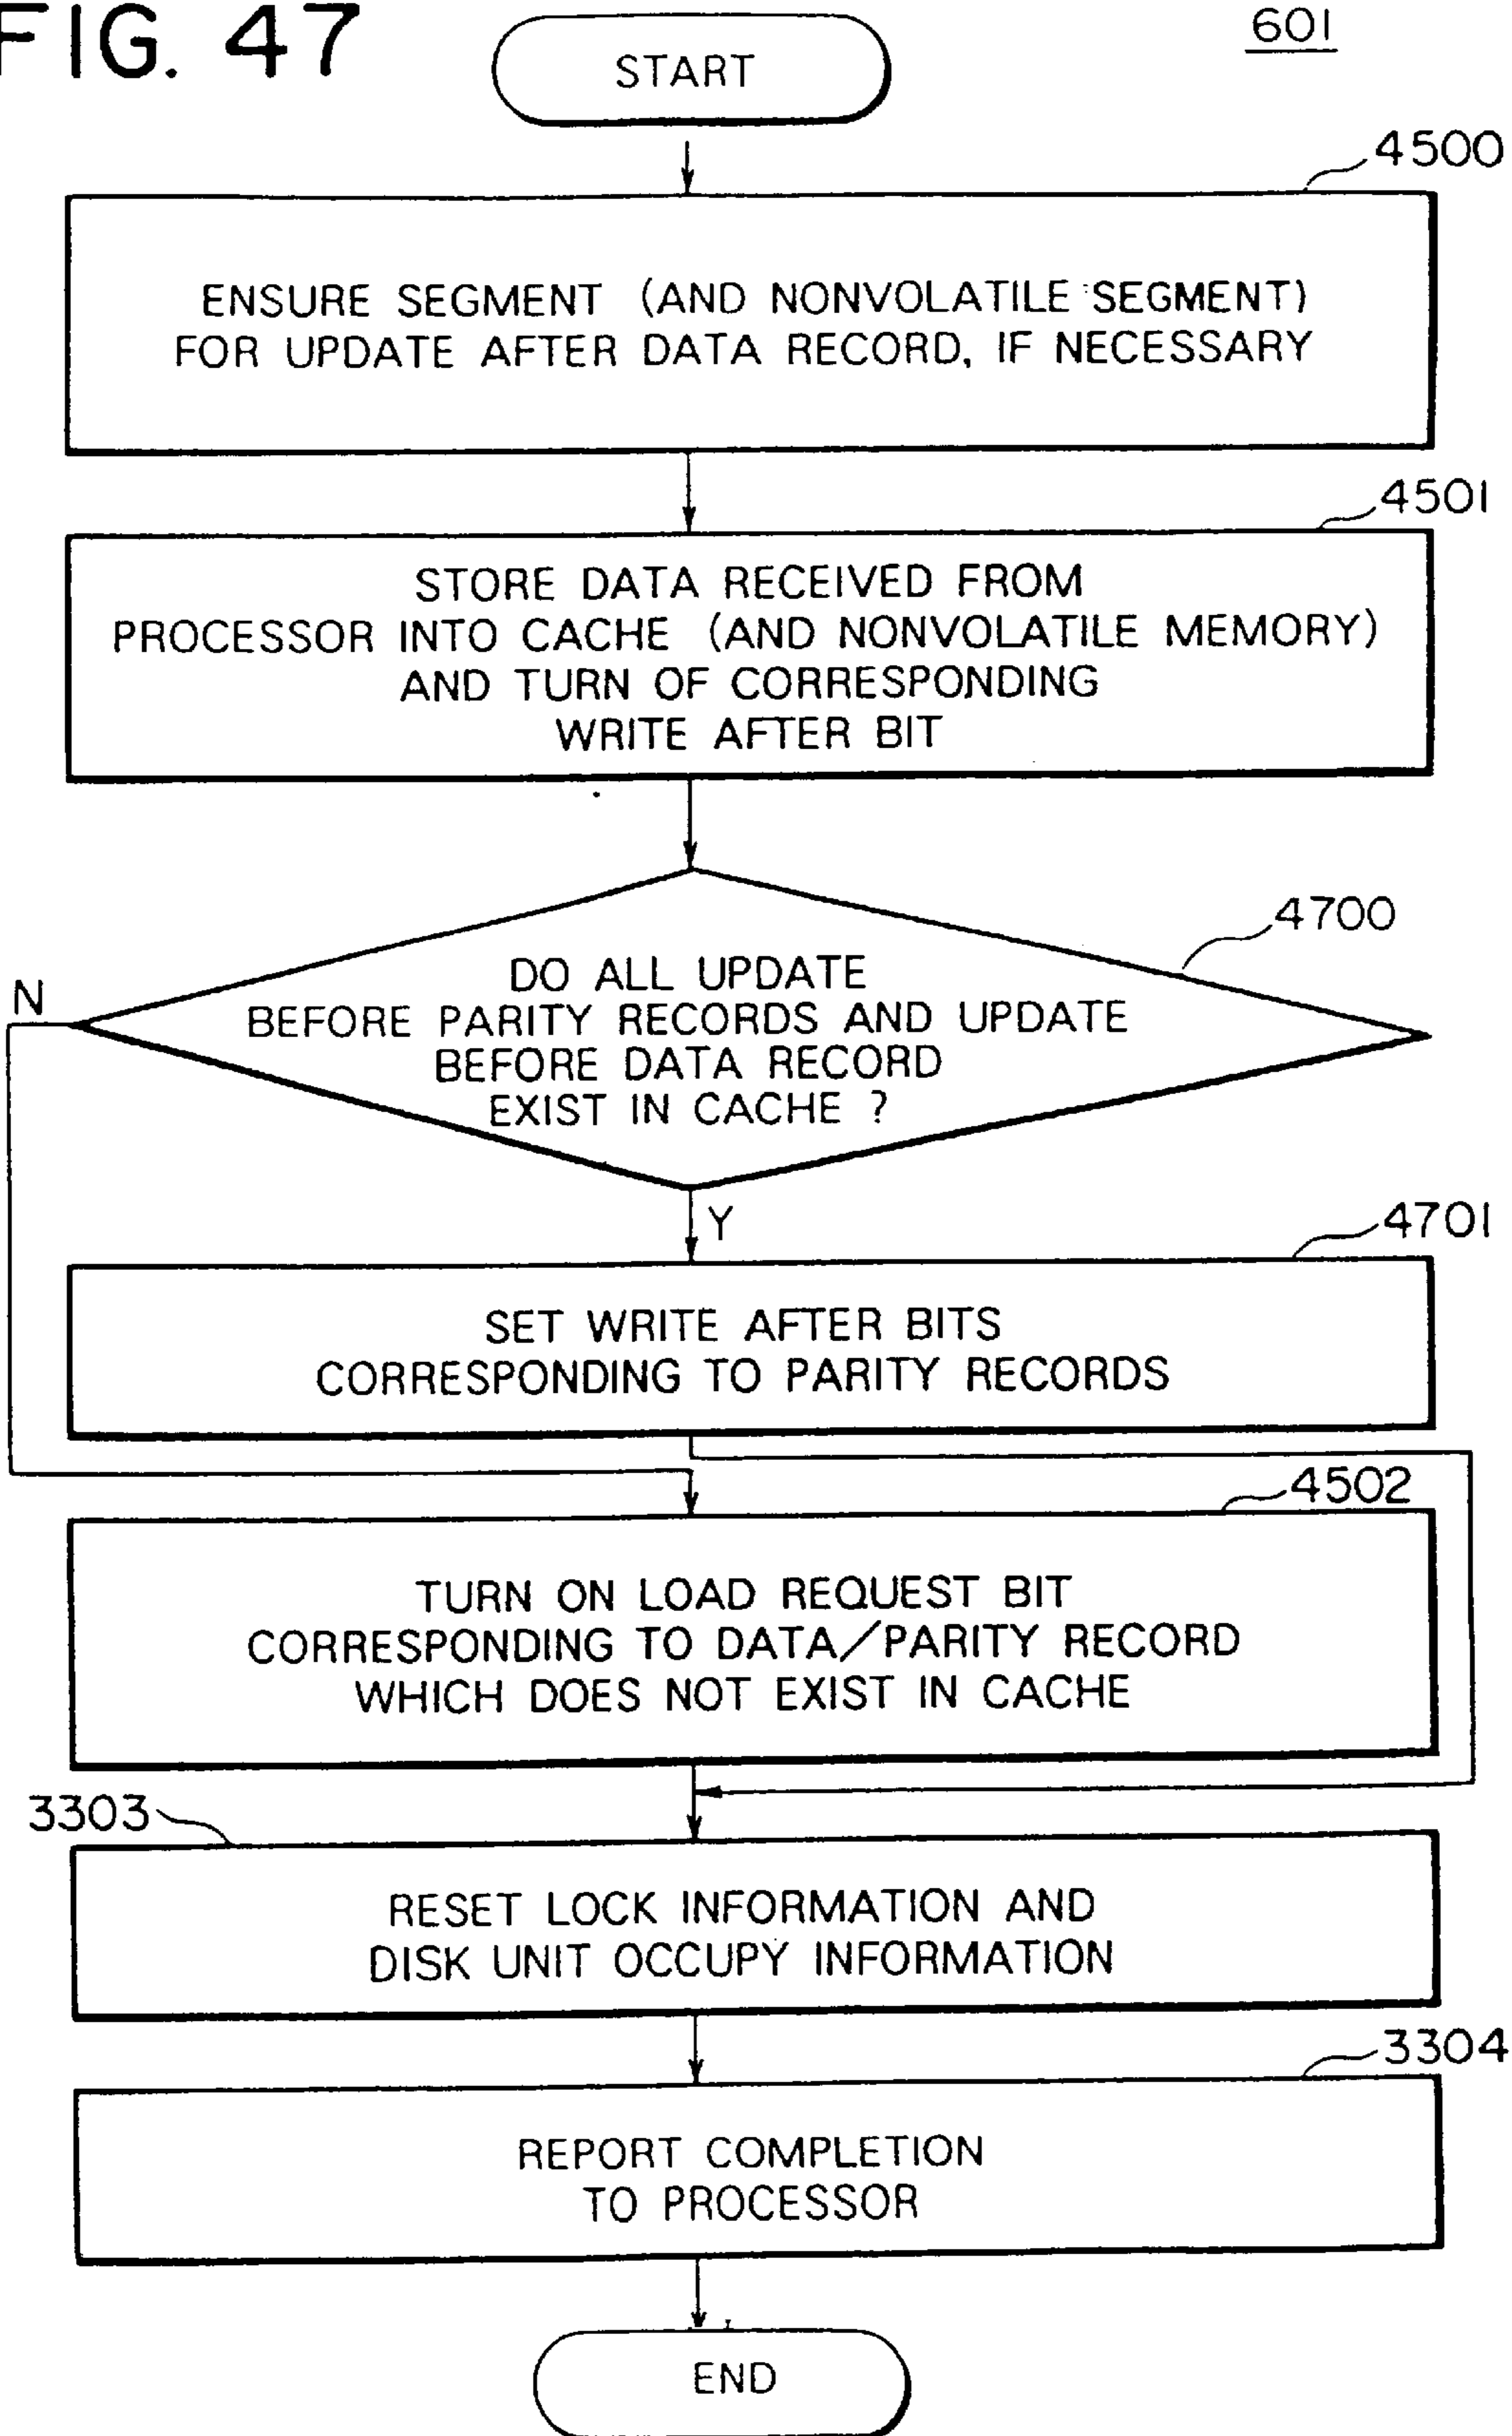 FIG. 47
601
START
4500
ENSURE SEGMENT (AND NONVOLATILE SEGMENT)
FOR UPDATE AFTER DATA RECORD, IF NECESSARY
4501
STORE DATA RECEIVED FROM
PROCESSOR INTO CACHE (AND NONVOLATILE MEMORY)
AND TURN OF CORRESPONDING
WRITE AFTER BIT
4700
DO ALL UPDATE
BEFORE PARITY RECORDS AND UPDATE
BEFORE DATA RECORD
EXIST IN CACHE ?
N
Y
4701
SET WRITE AFTER BITS
CORRESPONDING TO PARITY RECORDS
4502
TURN ON LOAD REQUEST BIT
CORRESPONDING TO DATA/PARITY RECORD
WHICH DOES NOT EXIST IN CACHE
3303
RESET LOCK INFORMATION AND
DISK UNIT OCCUPY INFORMATION
3304
REPORT COMPLETION
TO PROCESSOR
END